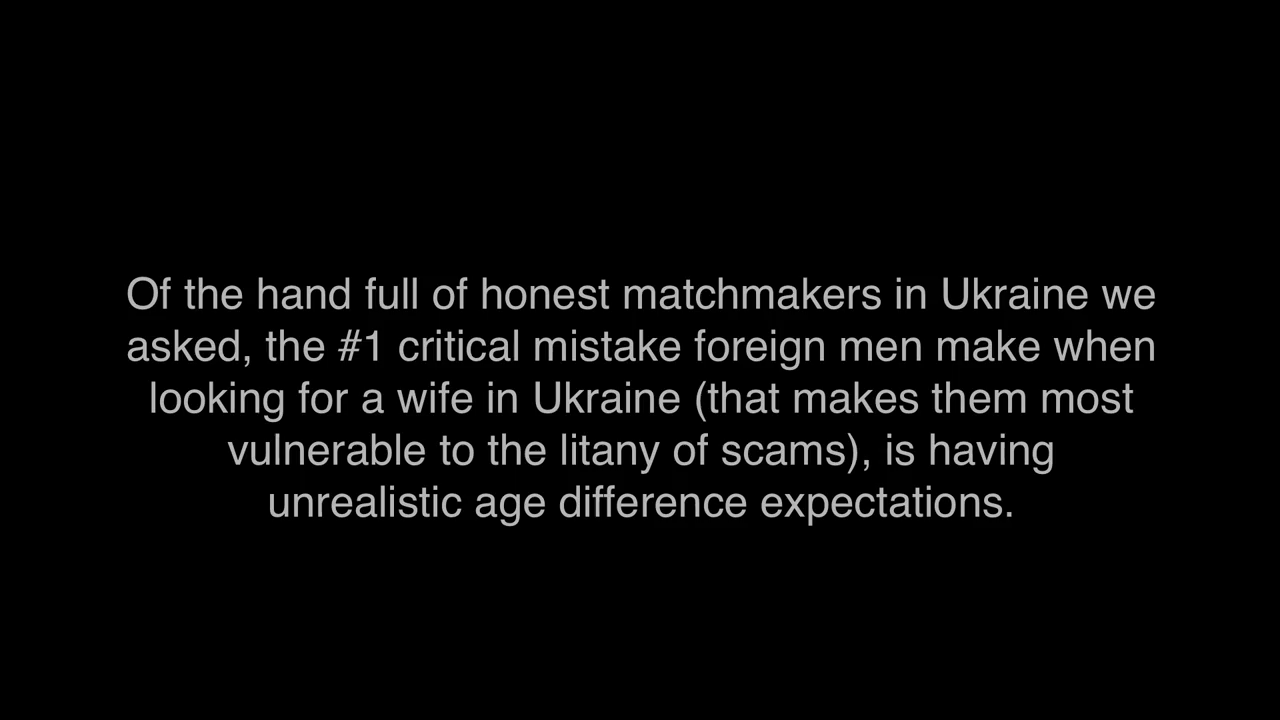 Of the hand full of honest matchmakers in Ukraine we
asked, the #1 critical mistake foreign men make when
looking for a wife in Ukraine (that makes them most
vulnerable to the litany of scams), is having
unrealistic age difference expectations.